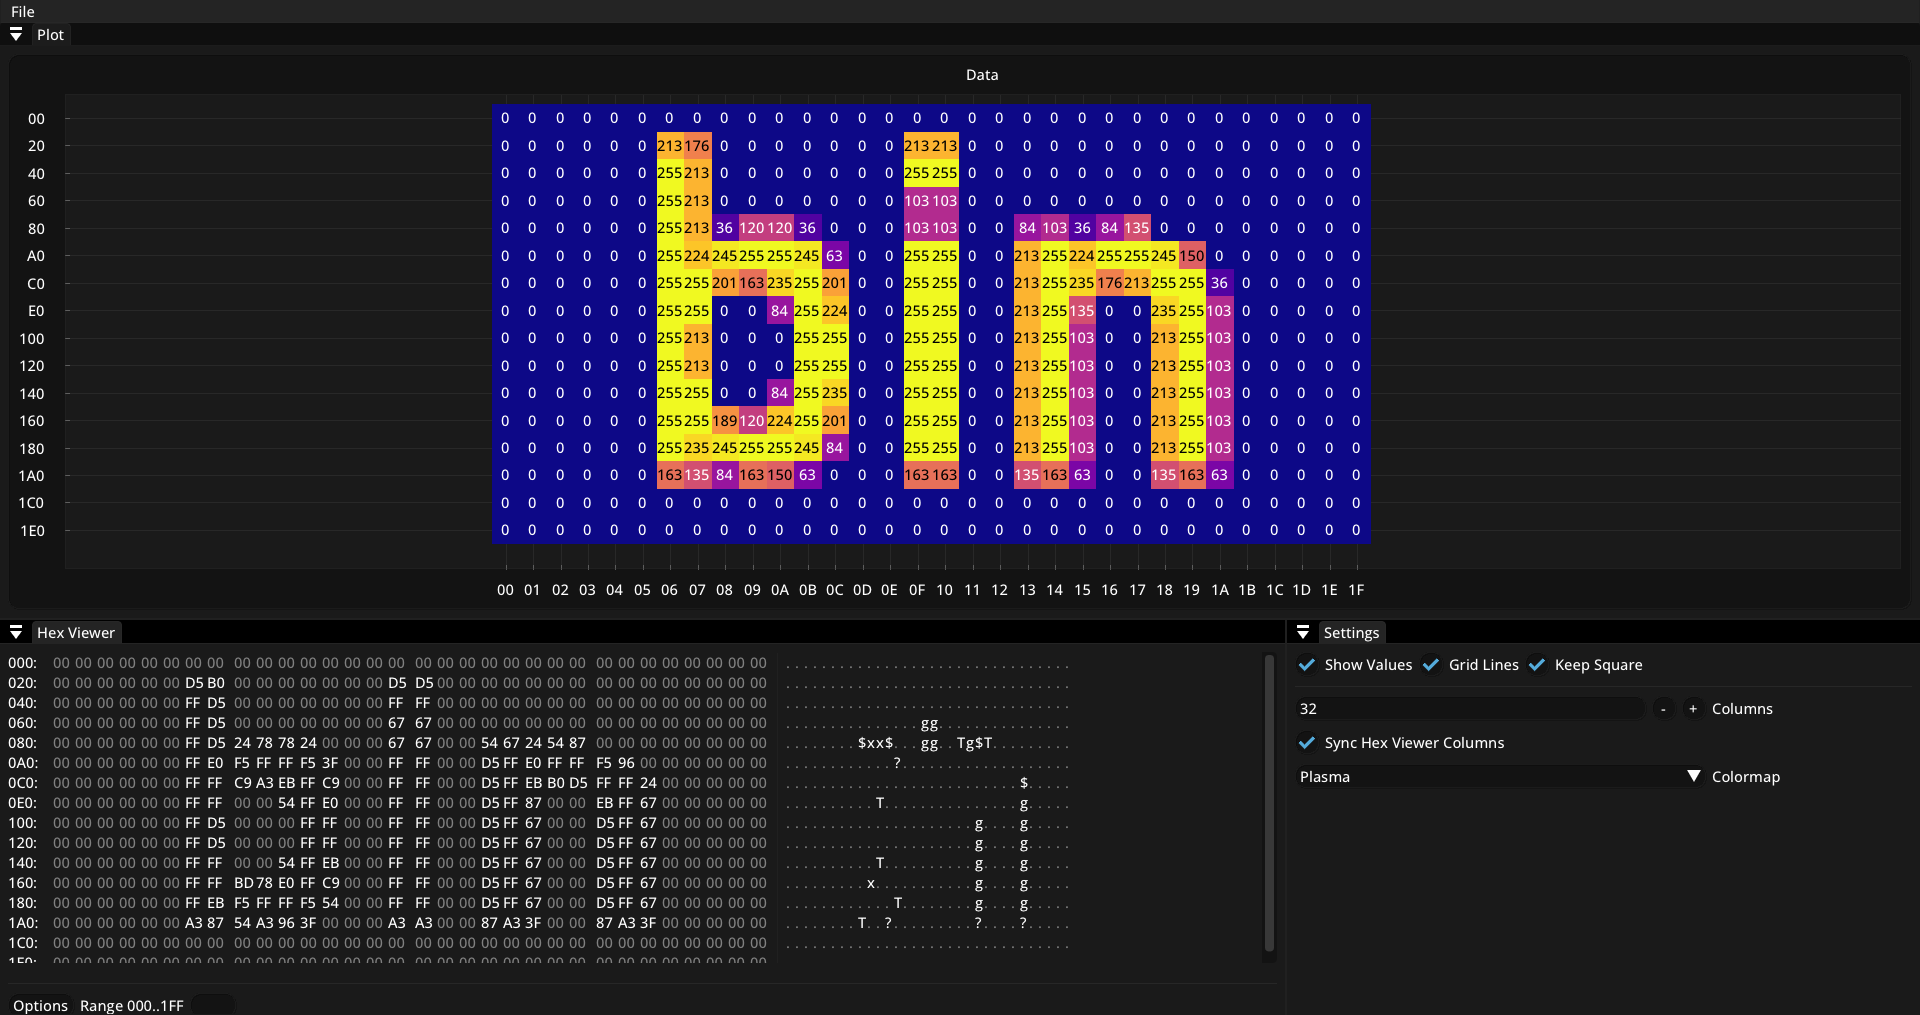 File
Plot
Data
00 0 0 0 0 0 0 0 0 0 0 0 0 0 0 0 0 0 0 0 0 0 0 0 0 0 0 0 0 0 0 0 0
20 0 0 0 0 0 0 213 176 0 0 0 0 0 0 0 213 213 0 0 0 0 0 0 0 0 0 0 0 0 0 0 0
40 0 0 0 0 0 0 255 213 0 0 0 0 0 0 0 255 255 0 0 0 0 0 0 0 0 0 0 0 0 0 0 0
60 0 0 0 0 0 0 255 213 0 0 0 0 0 0 0 103 103 0 0 0 0 0 0 0 0 0 0 0 0 0 0 0
80 0 0 0 0 0 0 255 213 36 120 120 36 0 0 0 103 103 0 0 84 103 36 84 135 0 0 0 0 0 0 0 0
A0 0 0 0 0 0 0 255 224 245 255 255 245 63 0 0 255 255 0 0 213 255 224 255 255 245 150 0 0 0 0 0 0
C0 0 0 0 0 0 0 255 255 201 163 235 255 201 0 0 255 255 0 0 213 255 235 176 213 255 255 36 0 0 0 0 0
E0 0 0 0 0 0 0 255 255 0 0 84 255 224 0 0 255 255 0 0 213 255 135 0 0 235 255 103 0 0 0 0 0
100 0 0 0 0 0 0 255 213 0 0 0 255 255 0 0 255 255 0 0 213 255 103 0 0 213 255 103 0 0 0 0 0
120 0 0 0 0 0 0 255 213 0 0 0 255 255 0 0 255 255 0 0 213 255 103 0 0 213 255 103 0 0 0 0 0
140 0 0 0 0 0 0 255 255 0 0 84 255 235 0 0 255 255 0 0 213 255 103 0 0 213 255 103 0 0 0 0 0
160 0 0 0 0 0 0 255 255 189 120 224 255 201 0 0 255 255 0 0 213 255 103 0 0 213 255 103 0 0 0 0 0
180 0 0 0 0 0 0 255 235 245 255 255 245 84 0 0 255 255 0 0 213 255 103 0 0 213 255 103 0 0 0 0 0
1A0 0 0 0 0 0 0 163 135 84 163 150 63 0 0 0 163 163 0 0 135 163 63 0 0 135 163 63 0 0 0 0 0
1C0 0 0 0 0 0 0 0 0 0 0 0 0 0 0 0 0 0 0 0 0 0 0 0 0 0 0 0 0 0 0 0 0
1E0 0 0 0 0 0 0 0 0 0 0 0 0 0 0 0 0 0 0 0 0 0 0 0 0 0 0 0 0 0 0 0 0
00 01 02 03 04 05 06 07 08 09 0A 0B 0C 0D 0E 0F 10 11 12 13 14 15 16 17 18 19 1A 1B 1C 1D 1E 1F
Hex Viewer
000: 00 00 00 00 00 00 00 00 00 00 00 00 00 00 00 00 00 00 00 00 00 00 00 00 00 00 00 00 00 00 00 00 ................................
020: 00 00 00 00 00 00 D5 B0 00 00 00 00 00 00 00 D5 D5 00 00 00 00 00 00 00 00 00 00 00 00 00 00 00 ................................
040: 00 00 00 00 00 00 FF D5 00 00 00 00 00 00 00 FF FF 00 00 00 00 00 00 00 00 00 00 00 00 00 00 00 ................................
060: 00 00 00 00 00 00 FF D5 00 00 00 00 00 00 00 67 67 00 00 00 00 00 00 00 00 00 00 00 00 00 00 00 ...............gg...............
080: 00 00 00 00 00 00 FF D5 24 78 78 24 00 00 00 67 67 00 00 54 67 24 54 87 00 00 00 00 00 00 00 00 ........$xx$...gg..Tg$T.........
0A0: 00 00 00 00 00 00 FF E0 F5 FF FF F5 3F 00 00 FF FF 00 00 D5 FF E0 FF FF F5 96 00 00 00 00 00 00 ............?...................
0C0: 00 00 00 00 00 00 FF FF C9 A3 EB FF C9 00 00 FF FF 00 00 D5 FF EB B0 D5 FF FF 24 00 00 00 00 00 ..........................$.....
0E0: 00 00 00 00 00 00 FF FF 00 00 54 FF E0 00 00 FF FF 00 00 D5 FF 87 00 00 EB FF 67 00 00 00 00 00 ..........T...............g.....
100: 00 00 00 00 00 00 FF D5 00 00 00 FF FF 00 00 FF FF 00 00 D5 FF 67 00 00 D5 FF 67 00 00 00 00 00 .....................g....g.....
120: 00 00 00 00 00 00 FF D5 00 00 00 FF FF 00 00 FF FF 00 00 D5 FF 67 00 00 D5 FF 67 00 00 00 00 00 .....................g....g.....
140: 00 00 00 00 00 00 FF FF 00 00 54 FF EB 00 00 FF FF 00 00 D5 FF 67 00 00 D5 FF 67 00 00 00 00 00 ..........T..........g....g.....
160: 00 00 00 00 00 00 FF FF BD 78 E0 FF C9 00 00 FF FF 00 00 D5 FF 67 00 00 D5 FF 67 00 00 00 00 00 .........x...........g....g.....
180: 00 00 00 00 00 00 FF EB F5 FF FF F5 54 00 00 FF FF 00 00 D5 FF 67 00 00 D5 FF 67 00 00 00 00 00 ............T........g....g.....
1A0: 00 00 00 00 00 00 A3 87 54 A3 96 3F 00 00 00 A3 A3 00 00 87 A3 3F 00 00 87 A3 3F 00 00 00 00 00 ........T..?.........?....?.....
1C0: 00 00 00 00 00 00 00 00 00 00 00 00 00 00 00 00 00 00 00 00 00 00 00 00 00 00 00 00 00 00 00 00 ................................
Options Range 000..1FF
Settings
Show Values Grid Lines Keep Square
32 - + Columns
Sync Hex Viewer Columns
Plasma Colormap